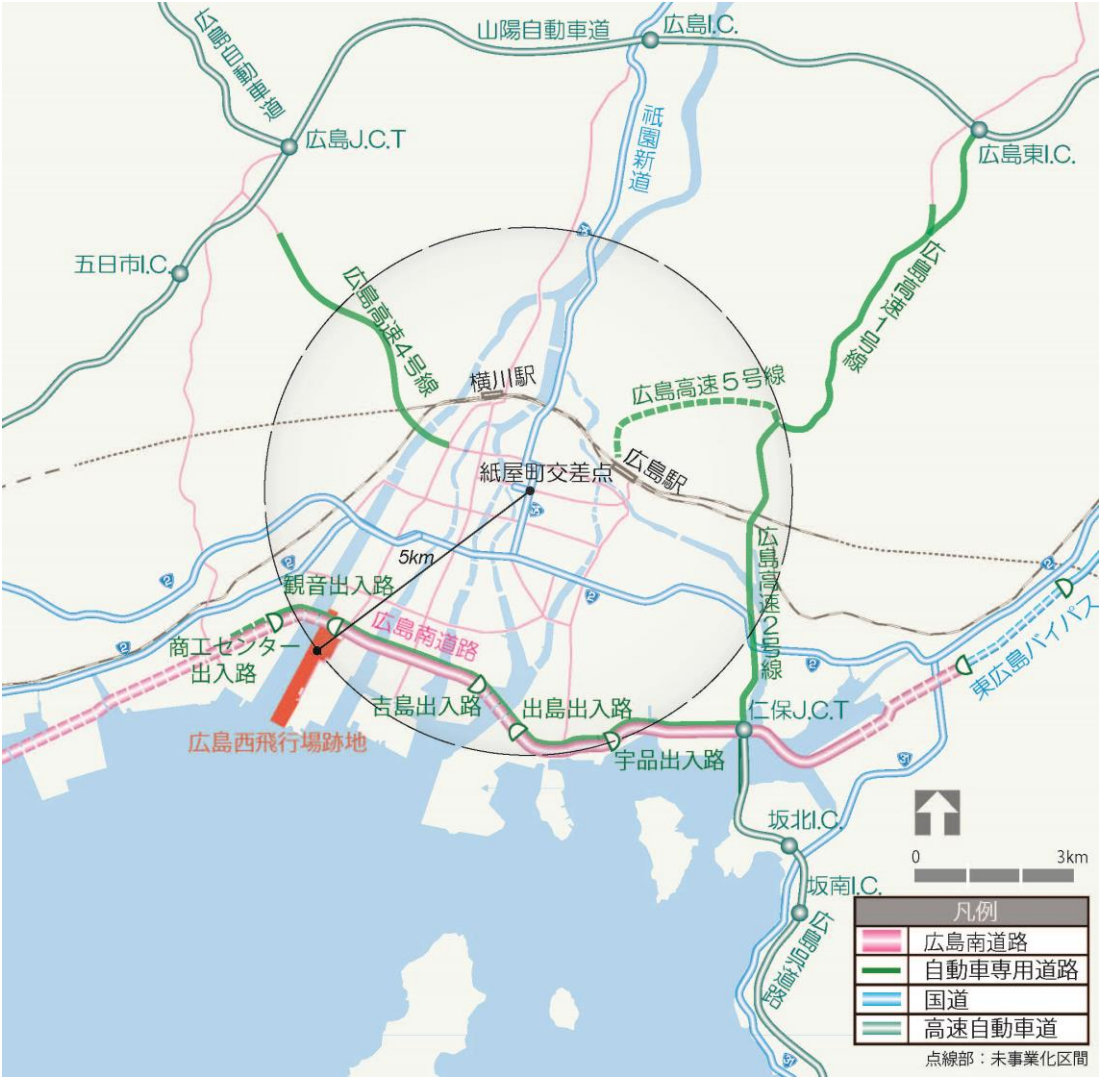 山陽自動車道
広島I.C.
広島自動車道
広島J.C.T
祇園新道
広島東I.C.
54
五日市I.C.
広島高速4号線
広島高速1号線
横川駅
広島高速5号線
紙屋町交差点
広島駅
54
5km
2
2
広島高速2号線
2
観音出入路
2
商工センター
出入路
広島南道路
東広島バイパス
吉島出入路
出島出入路
仁保J.C.T
広島西飛行場跡地
宇品出入路
31
坂北I.C.
0
3km
坂南I.C.
広島呉道路
31
凡例
広島南道路
自動車専用道路
国道
高速自動車道
点線部：未事業化区間